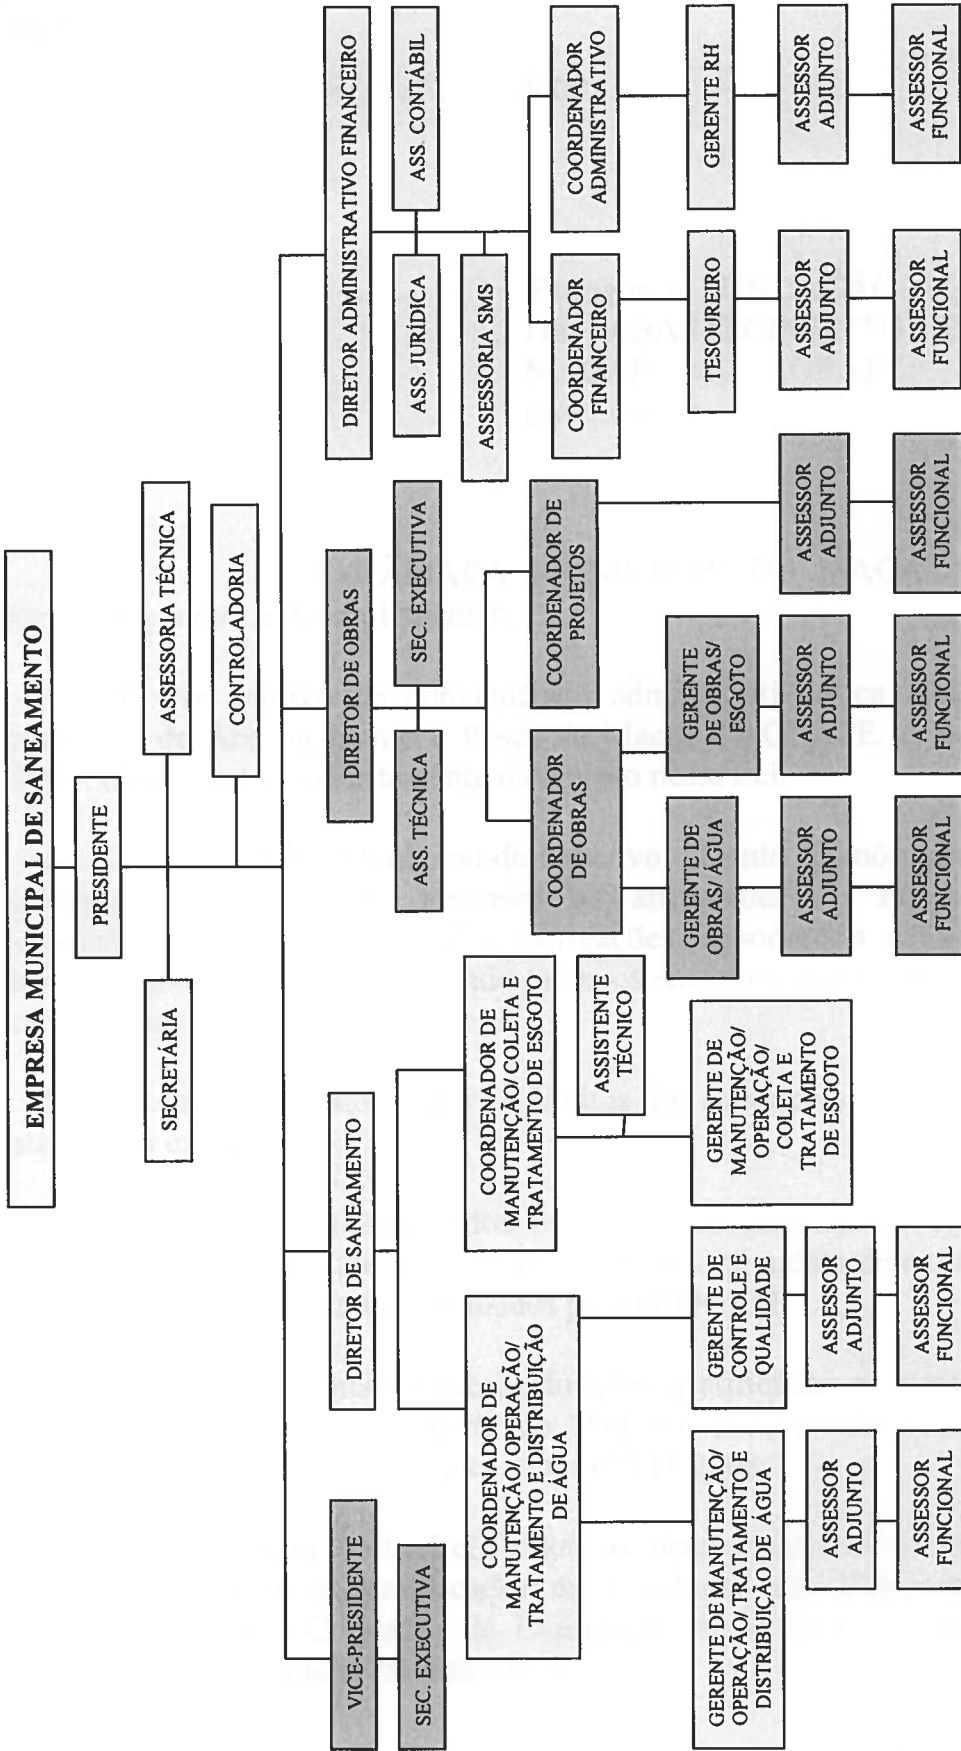 EMPRESA MUNICIPAL DE SANEAMENTO
PRESIDENTE
SECRETÁRIA
ASSESSORIA TÉCNICA
CONTROLADORIA
VICE-PRESIDENTE
SEC. EXECUTIVA
DIRETOR DE SANEAMENTO
COORDENADOR DE
MANUTENÇÃO/ OPERAÇÃO/
TRATAMENTO E DISTRIBUIÇÃO
DE ÁGUA
GERENTE DE MANUTENÇÃO/
OPERAÇÃO/ TRATAMENTO E
DISTRIBUIÇÃO DE ÁGUA
ASSESSOR
ADJUNTO
ASSESSOR
FUNCIONAL
GERENTE DE
CONTROLE E
QUALIDADE
ASSESSOR
ADJUNTO
ASSESSOR
FUNCIONAL
COORDENADOR DE
MANUTENÇÃO/ COLETA E
TRATAMENTO DE ESGOTO
ASSISTENTE
TÉCNICO
GERENTE DE
MANUTENÇÃO/
OPERAÇÃO/
COLETA E
TRATAMENTO
DE ESGOTO
DIRETOR DE OBRAS
ASS. TÉCNICA
SEC. EXECUTIVA
COORDENADOR
DE OBRAS
GERENTE DE
OBRAS/ ÁGUA
ASSESSOR
ADJUNTO
ASSESSOR
FUNCIONAL
GERENTE
DE OBRAS/
ESGOTO
ASSESSOR
ADJUNTO
ASSESSOR
FUNCIONAL
COORDENADOR DE
PROJETOS
ASSESSOR
ADJUNTO
ASSESSOR
FUNCIONAL
DIRETOR ADMINISTRATIVO FINANCEIRO
ASS. JURÍDICA
ASS. CONTÁBIL
ASSESSORIA SMS
COORDENADOR
FINANCEIRO
TESOUREIRO
ASSESSOR
ADJUNTO
ASSESSOR
FUNCIONAL
COORDENADOR
ADMINISTRATIVO
GERENTE RH
ASSESSOR
ADJUNTO
ASSESSOR
FUNCIONAL